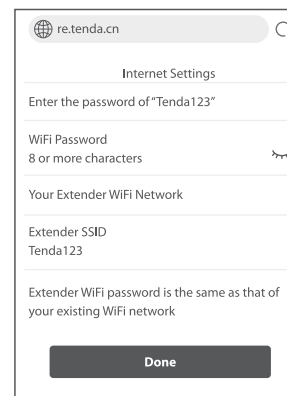 re.tenda.cn
Internet Settings
Enter the password of “Tenda123”
WiFi Password
8 or more characters
Your Extender WiFi Network
Extender SSID
Tenda123
Extender WiFi password is the same as that of
your existing WiFi network
Done